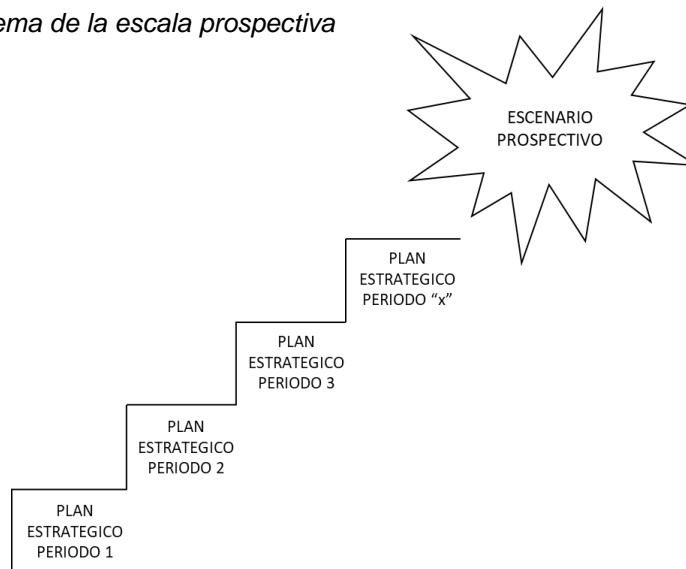 ema de la escala prospectiva
ESCENARIO
PROSPECTIVO
PLAN
ESTRATEGICO
PERIODO “x”
PLAN
ESTRATEGICO
PERIODO 3
PLAN
ESTRATEGICO
PERIODO 2
PLAN
ESTRATEGICO
PERIODO 1